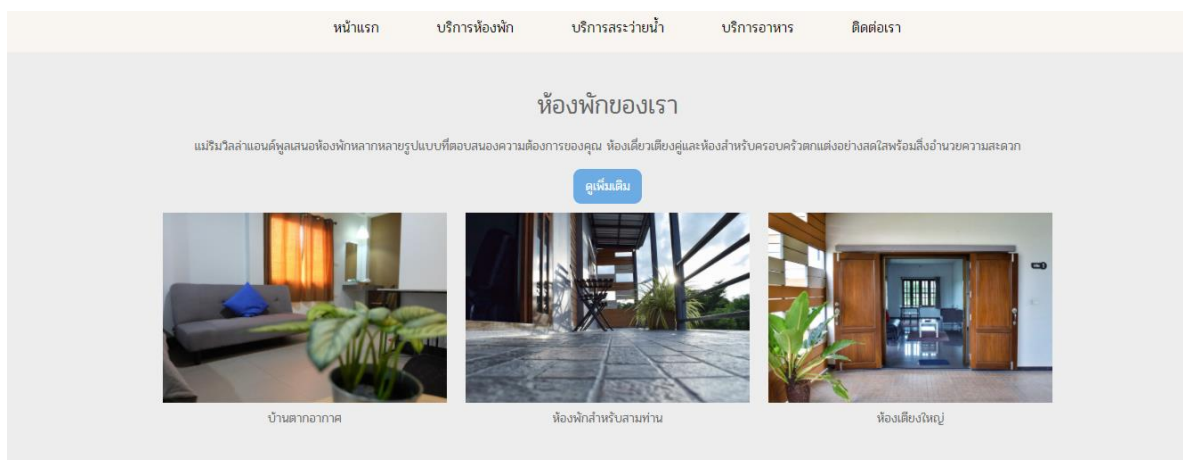 หน้าแรก บริการห้องพัก บริการสระว่ายน้ำ บริการอาหาร ติดต่อเรา
ห้องพักของเรา
แม่ริมวิลล่าแอนด์พูลเสนอห้องพักหลากหลายรูปแบบที่ตอบสนองความต้องการของคุณ ห้องเดี่ยวเตียงคู่และห้องสำหรับครอบครัวตกแต่งอย่างสดใสพร้อมสิ่งอำนวยความสะดวก
ดูเพิ่มเติม
บ้านตากอากาศ ห้องพักสำหรับสามท่าน ห้องเตียงใหญ่